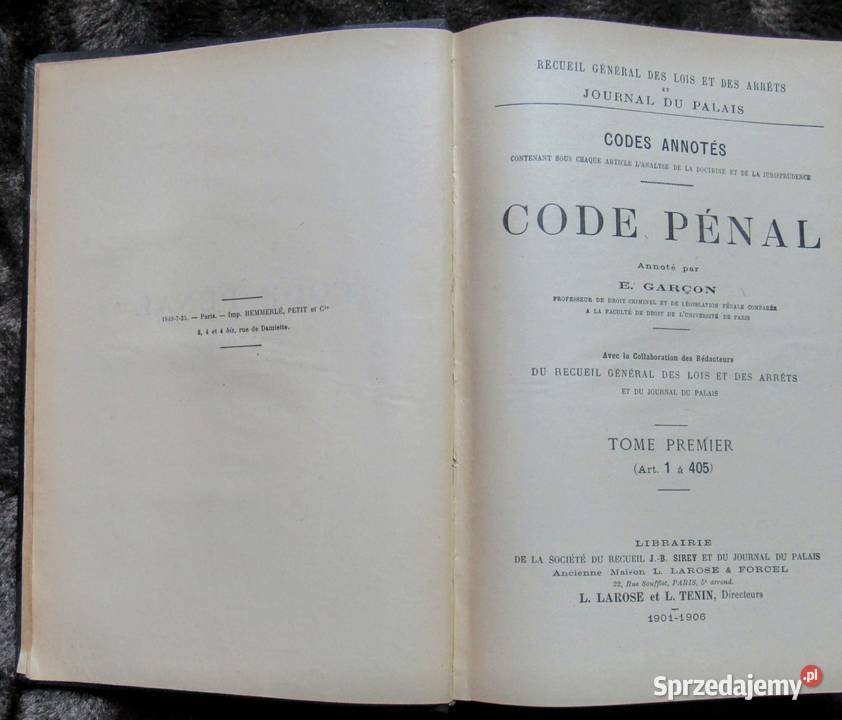 1949-7-25. — Paris. — Imp. HEMMERLÉ, PETIT et Cie
2, 4 et 4 bis, rue de Damiette.
RECUEIL GÉNÉRAL DES LOIS ET DES ARRÊTS
ET
JOURNAL DU PALAIS
CODES ANNOTÉS
CONTENANT SOUS CHAQUE ARTICLE L'ANALYSE DE LA DOCTRINE ET DE LA JURISPRUDENCE
CODE PÉNAL
Annoté par
E. GARÇON
PROFESSEUR DE DROIT CRIMINEL ET DE LÉGISLATION PÉNALE COMPARÉE
A LA FACULTÉ DE DROIT DE L'UNIVERSITÉ DE PARIS
Avec la Collaboration des Rédacteurs
DU RECUEIL GÉNÉRAL DES LOIS ET DES ARRÊTS
ET DU JOURNAL DU PALAIS
TOME PREMIER
(Art. 1 à 405)
LIBRAIRIE
DE LA SOCIÉTÉ DU RECUEIL J.-B. SIREY ET DU JOURNAL DU PALAIS
Ancienne Maison L. LAROSE & FORCEL
22, Rue Soufflot, PARIS, 5e arrond.
L. LAROSE et L. TENIN, Directeurs
1901-1906
Sprzedajemy.pl